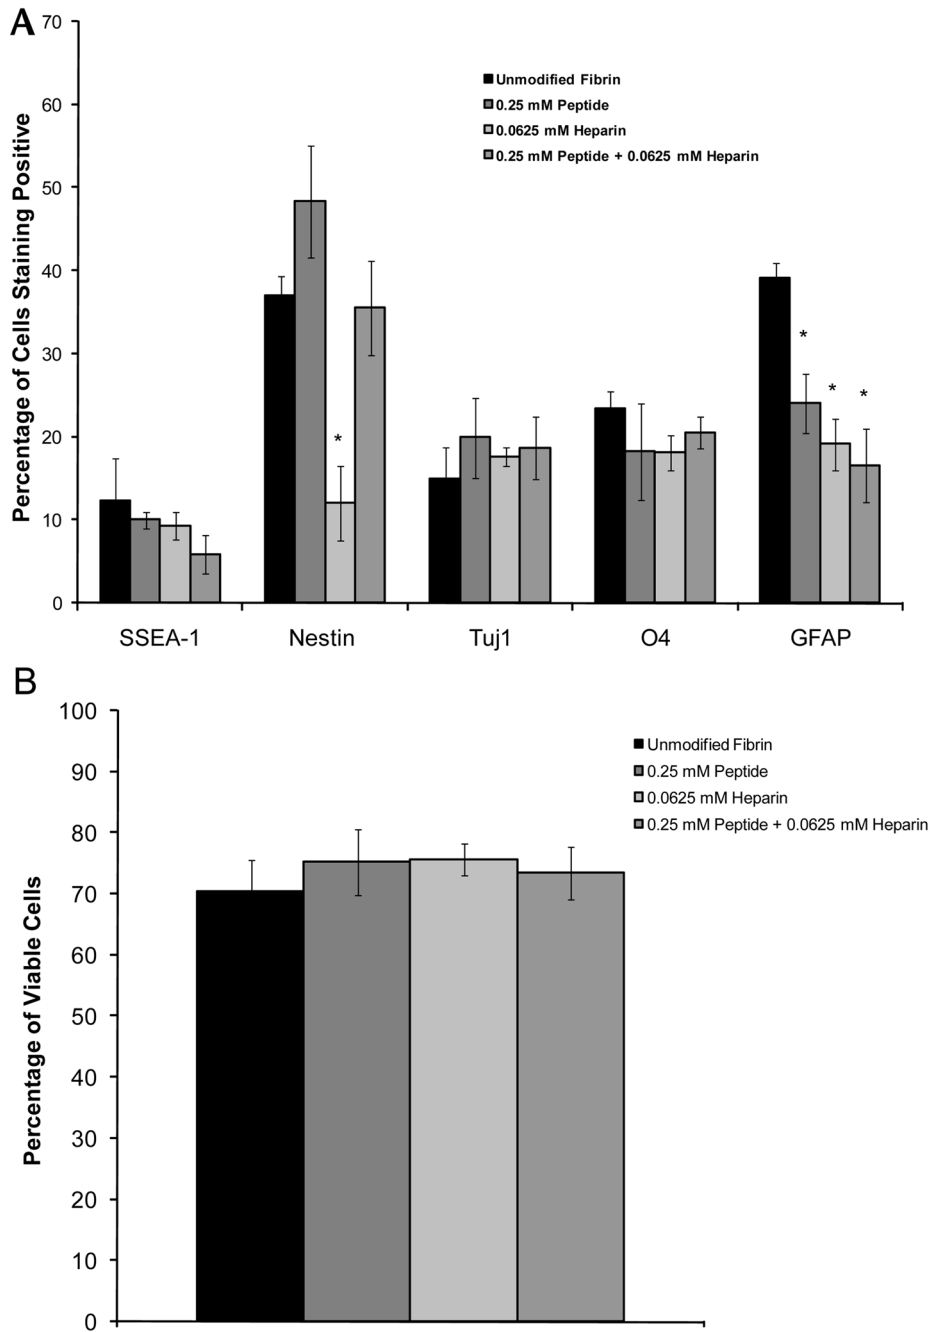 A
70
60
50
40
30
20
10
0
Percentage of Cells Staining Positive
Unmodified Fibrin
0.25 mM Peptide
0.0625 mM Heparin
0.25 mM Peptide + 0.0625 mM Heparin
*
*
*
*
SSEA-1 Nestin Tuj1 O4 GFAP
B
100
90
80
70
60
50
40
30
20
10
0
Percentage of Viable Cells
Unmodified Fibrin
0.25 mM Peptide
0.0625 mM Heparin
0.25 mM Peptide + 0.0625 mM Heparin